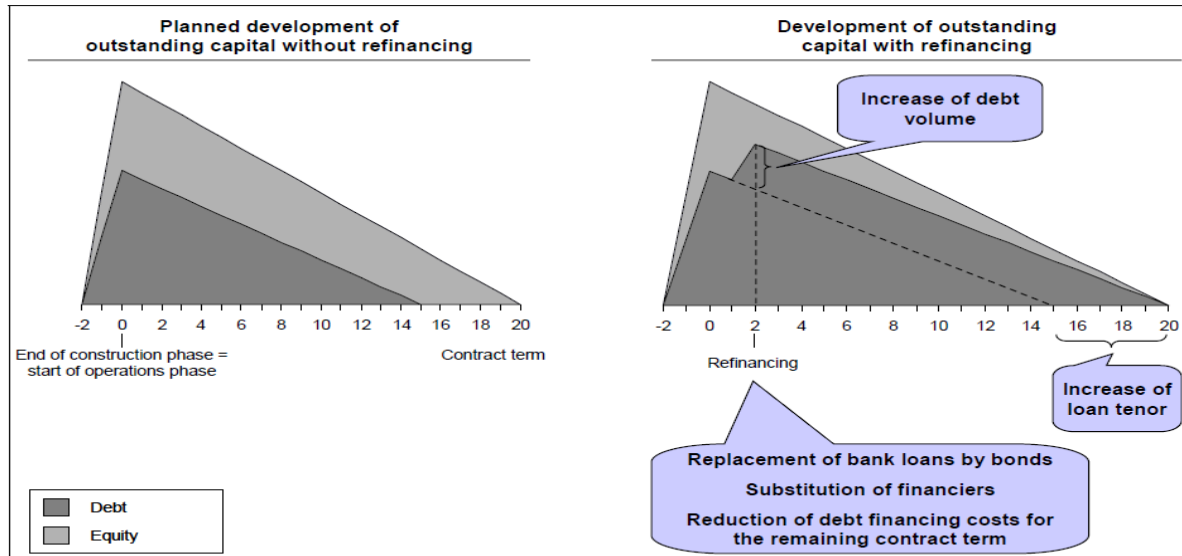 Planned development of
outstanding capital without refinancing
-2 0 2 4 6 8 10 12 14 16 18 20
End of construction phase =
start of operations phase
Contract term
Debt
Equity
Development of outstanding
capital with refinancing
Increase of debt
volume
-2 0 2 4 6 8 10 12 14 16 18 20
Refinancing
Increase of
loan tenor
Replacement of bank loans by bonds
Substitution of financiers
Reduction of debt financing costs for
the remaining contract term